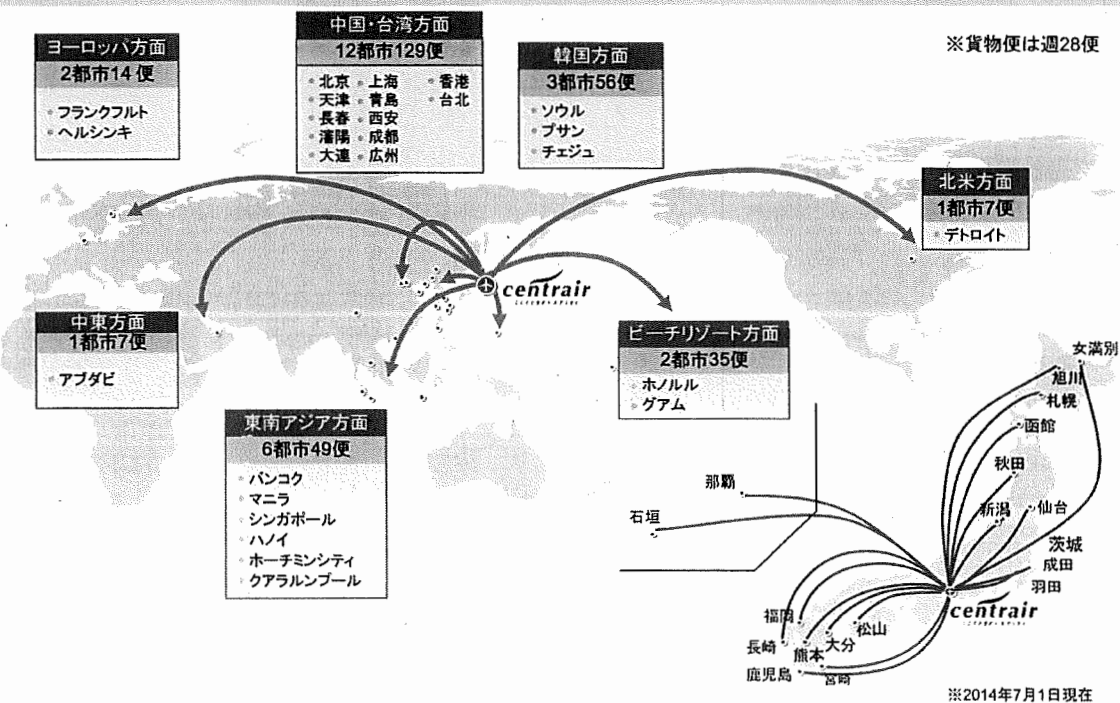 ヨーロッパ方面
2都市14便
フランクフルト
ヘルシンキ
中国・台湾方面
12都市129便
北京 上海 香港
天津 青島 台北
長春 西安
瀋陽 成都
大連 広州
韓国方面
3都市56便
ソウル
プサン
チェジュ
※貨物便は週28便
北米方面
1都市7便
デトロイト
centrair
中東方面
1都市7便
アブダビ
ビーチリゾート方面
2都市35便
ホノルル
グアム
東南アジア方面
6都市49便
バンコク
マニラ
シンガポール
ハノイ
ホーチミンシティ
クアラルンプール
女満別
旭川
札幌
函館
秋田
新潟
仙台
茨城
成田
羽田
那覇
石垣
centrair
福岡
長崎
熊本
大分
松山
鹿児島
宮崎
※2014年7月1日現在